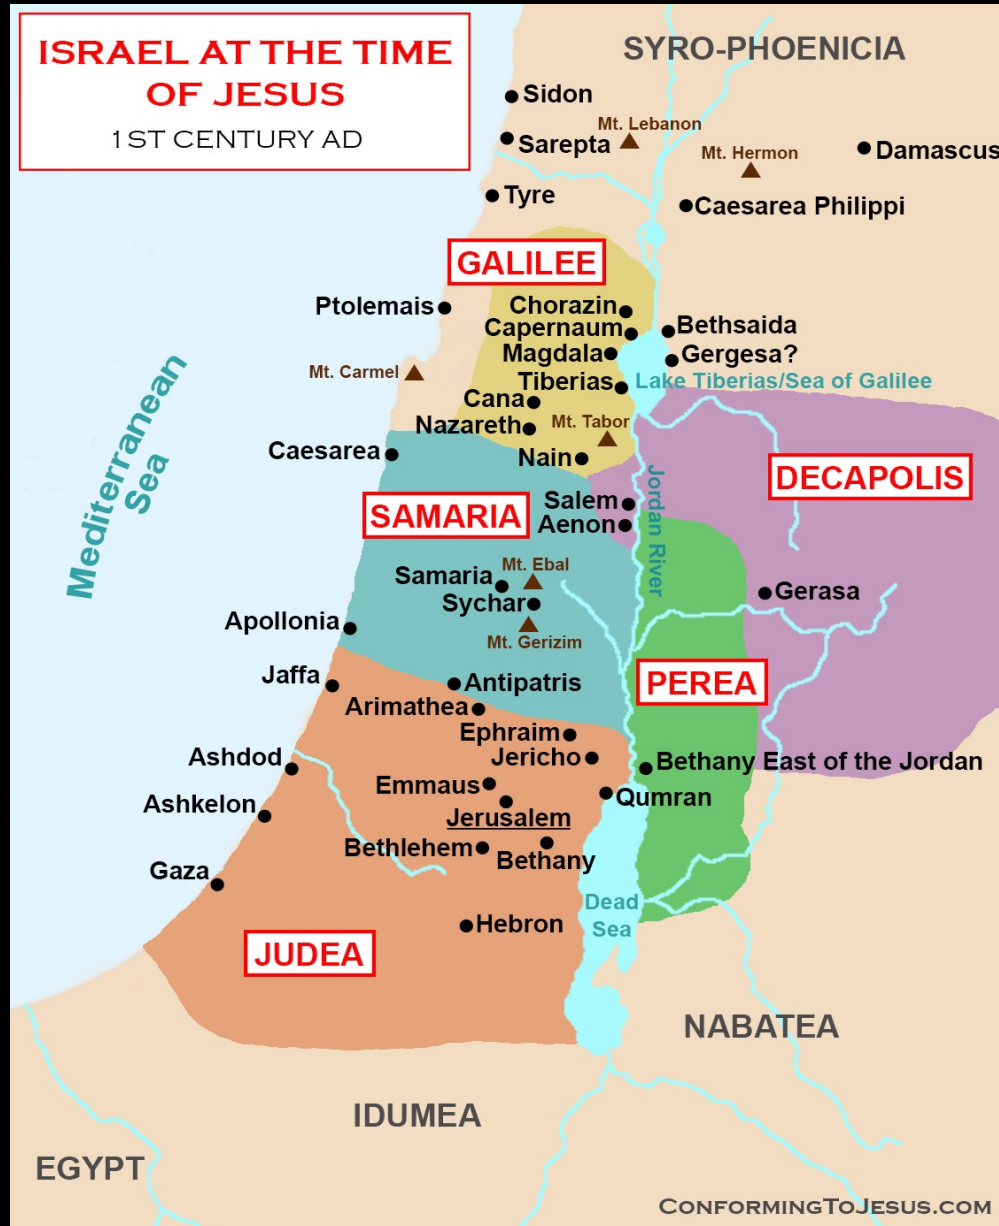 ISRAEL AT THE TIME
OF JESUS
1ST CENTURY AD
SYRO-PHOENICIA
Sidon
Mt. Lebanon
Sarepta
Mt. Hermon
Damascus
Tyre
Caesarea Philippi
GALILEE
Ptolemais
Chorazin
Capernaum
Bethsaida
Magdala
Gergesa?
Mt. Carmel
Tiberias
Lake Tiberias/Sea of Galilee
Cana
Nazareth
Mt. Tabor
Caesarea
Nain
Mediterranean
Sea
DECAPOLIS
Jordan River
SAMARIA
Salem
Aenon
Mt. Ebal
Samaria
Sychar
Gerasa
Mt. Gerizim
Apollonia
Jaffa
Antipatris
PEREA
Arimathea
Ephraim
Jericho
Bethany East of the Jordan
Ashdod
Emmaus
Qumran
Ashkelon
Jerusalem
Bethlehem
Bethany
Gaza
Dead
Sea
Hebron
JUDEA
NABATEA
IDUMEA
EGYPT
CONFORMINGTOJESUS.COM